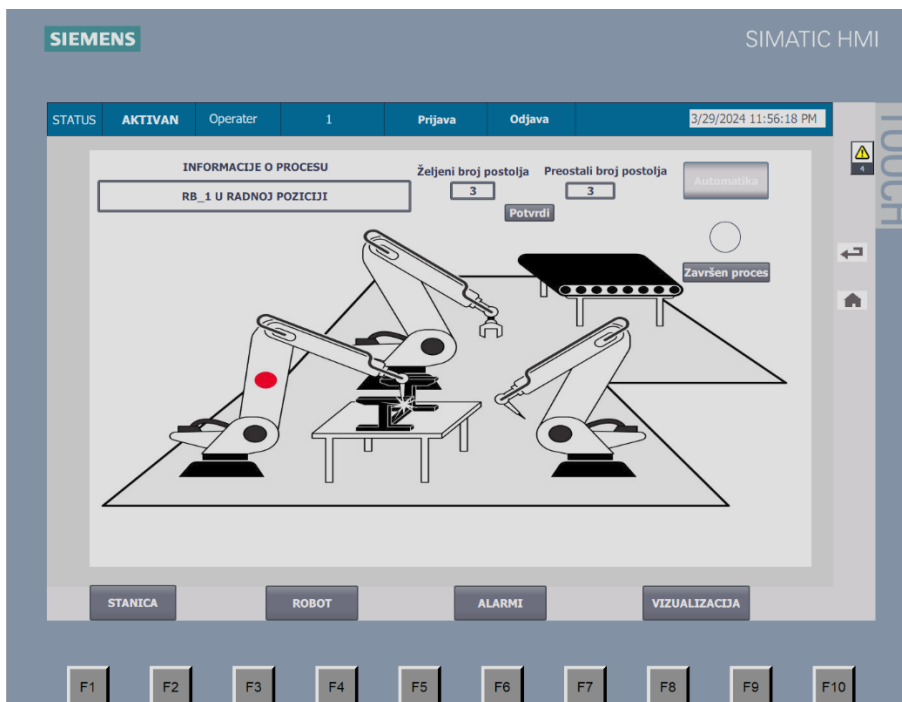 SIEMENS
SIMATIC HMI
TOUCH
STATUS AKTIVAN Operater 1 Prijava Odjava 3/29/2024 11:56:18 PM
INFORMACIJE O PROCESU
RB_1 U RADNOJ POZICIJI
Željeni broj postolja Preostali broj postolja
3 3
Potvrdi
Automatika
Završen proces
4
STANICA ROBOT ALARMI VIZUALIZACIJA
F1 F2 F3 F4 F5 F6 F7 F8 F9 F10